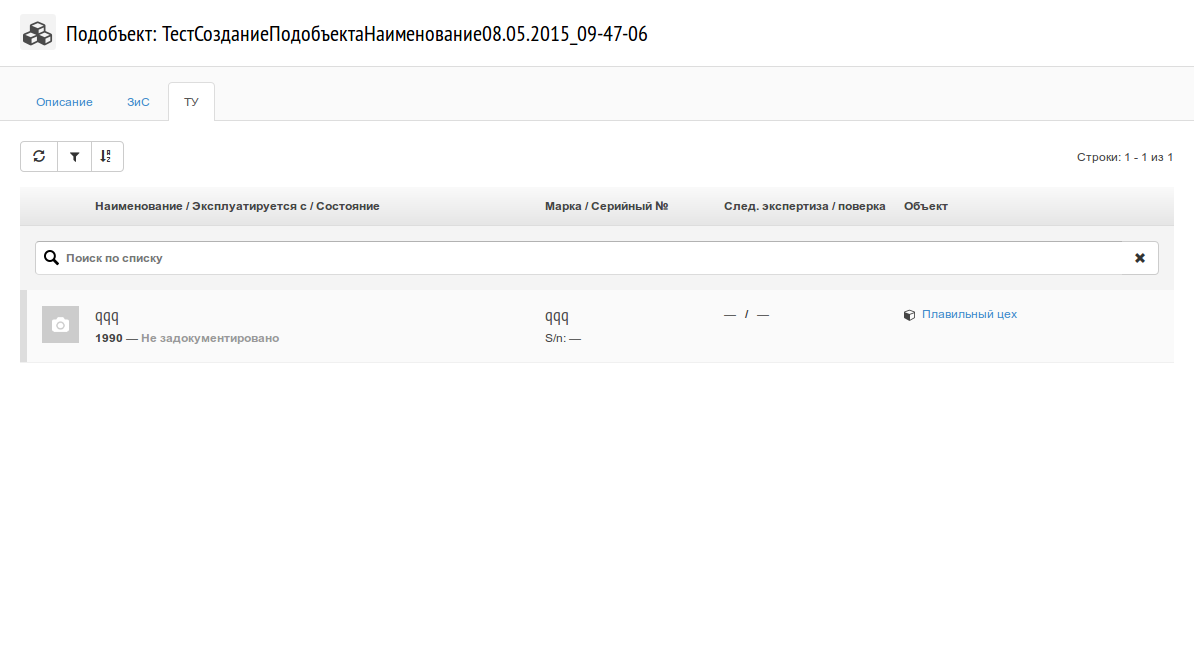 Подобъект: ТестСозданиеПодобъектаНаименование08.05.2015_09-47-06
Описание ЗиС ТУ
Строки: 1 - 1 из 1
Наименование / Эксплуатируется с / Состояние Марка / Серийный № След. экспертиза / поверка Объект
Поиск по списку
qqq qqq — / — Плавильный цех
1990 — Не задокументировано S/n: —